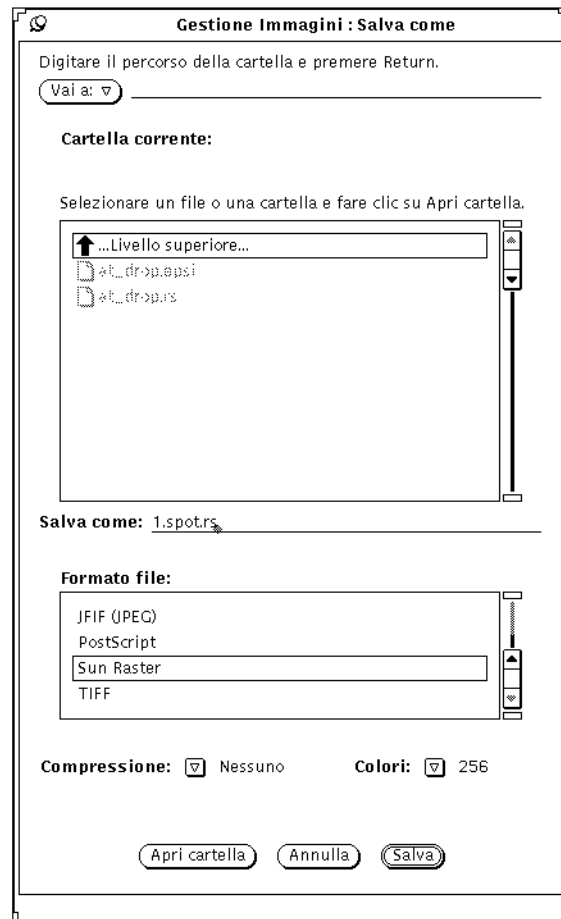 Gestione Immagini : Salva come
Digitare il percorso della cartella e premere Return.
Vai a:
Cartella corrente:
Selezionare un file o una cartella e fare clic su Apri cartella.
...Livello superiore...
at_drop.epsi
at_drop.rs
Salva come: 1.spot.rs
Formato file:
JFIF (JPEG)
PostScript
Sun Raster
TIFF
Compressione: Nessuno Colori: 256
Apri cartella Annulla Salva